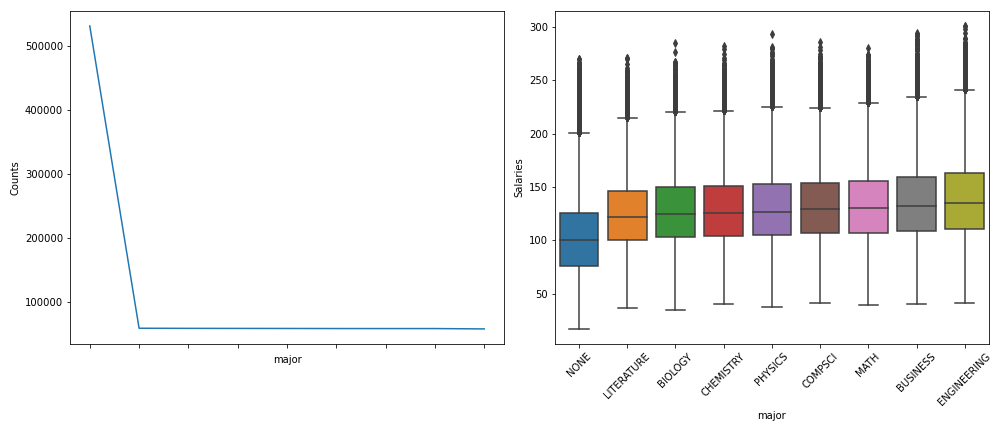 500000
400000
300000
200000
100000
Counts
major
300
250
200
150
100
50
Salaries
NONE
LITERATURE
BIOLOGY
CHEMISTRY
PHYSICS
COMPSCI
MATH
BUSINESS
ENGINEERING
major